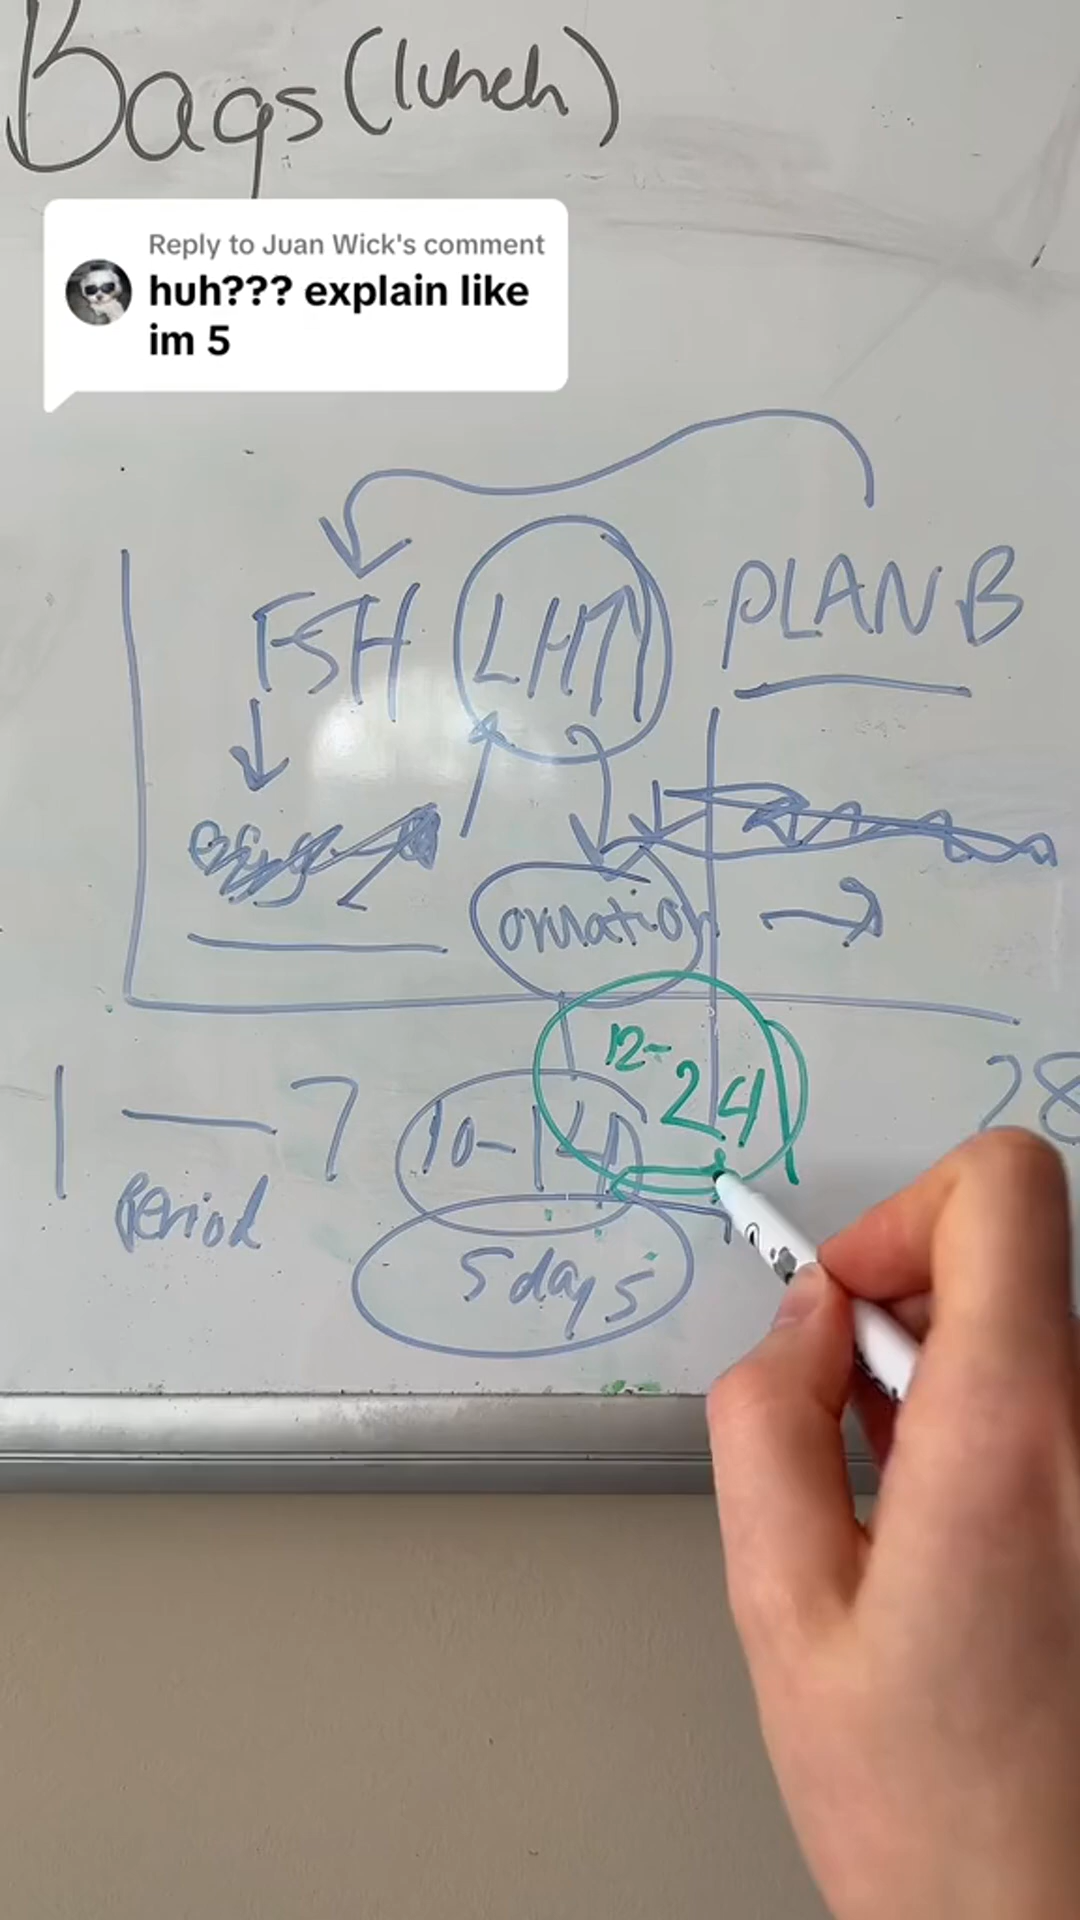 Bags (lunch)
Reply to Juan Wick's comment
huh??? explain like
im 5
FSH LH↑↑ PLAN B
ovulation
12-
24
1 — 7 10-14 28
Period
5 days